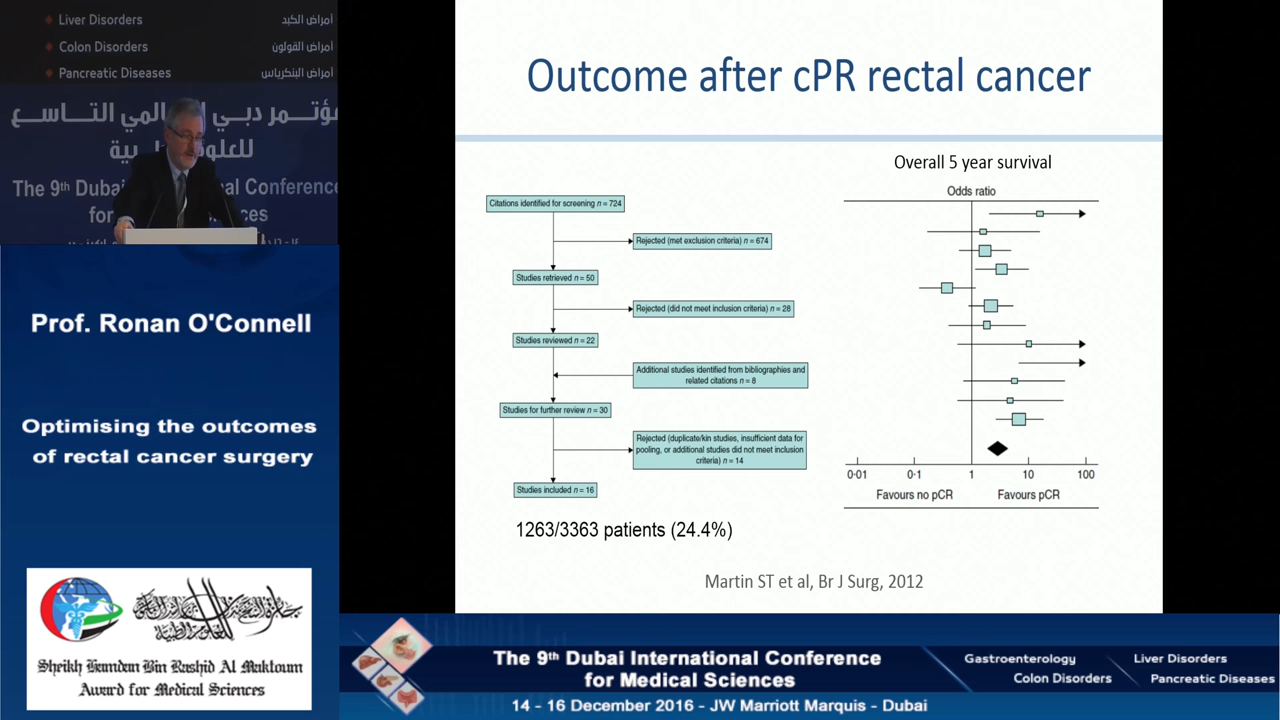 Liver Disorders
أمراض الكبد
Colon Disorders
أمراض القولون
Pancreatic Diseases
أمراض البنكرياس
The 9th Dubai
Conference
for
Prof. Ronan O'Connell
Optimising the outcomes
of rectal cancer surgery
Sheikh Hamdan Bin Rashid Al Maktoum
Award for Medical Sciences
Outcome after cPR rectal cancer
Citations identified for screening n = 724
Rejected (met exclusion criteria) n = 674
Studies retrieved n = 50
Rejected (did not meet inclusion criteria) n = 28
Studies reviewed n = 22
Additional studies identified from bibliographies and
related citations n = 8
Studies for further review n = 30
Rejected (duplicate/kin studies, insufficient data for
pooling, or additional studies did not meet inclusion
criteria) n = 14
Studies included n = 16
1263/3363 patients (24.4%)
Overall 5 year survival
Odds ratio
0·01 0·1 1 10 100
Favours no pCR Favours pCR
Martin ST et al, Br J Surg, 2012
The 9th Dubai International Conference
for Medical Sciences
Gastroenterology
Liver Disorders
Colon Disorders
Pancreatic Diseases
14 - 16 December 2016 - JW Marriott Marquis - Dubai